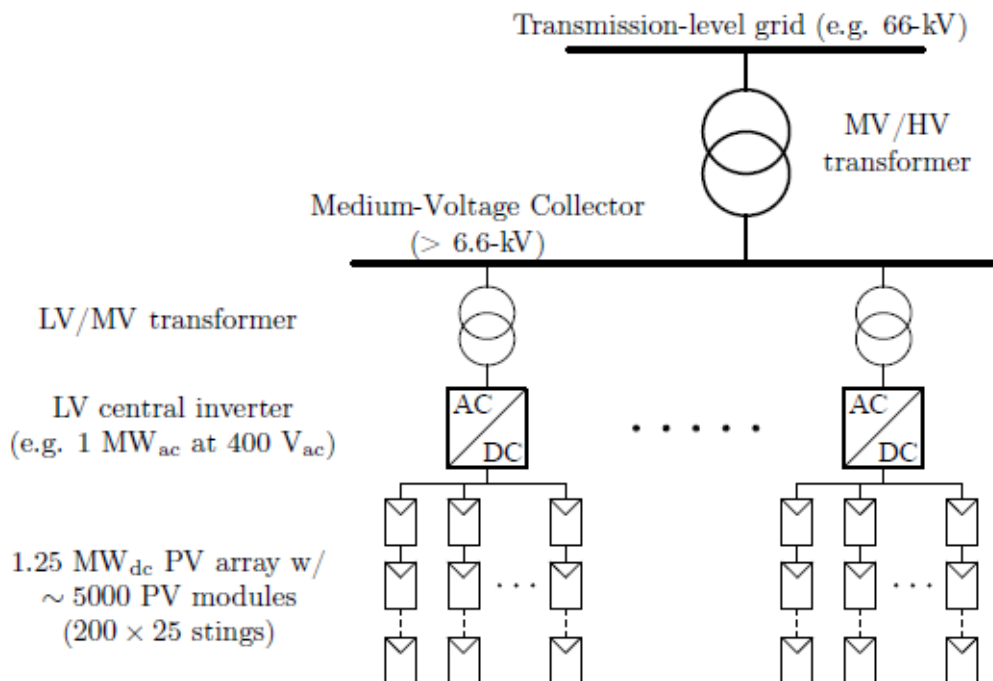 Transmission-level grid (e.g. 66-kV)
MV/HV
transformer
Medium-Voltage Collector
(> 6.6-kV)
LV/MV transformer
LV central inverter
(e.g. 1 MWac at 400 Vac)
AC
DC
AC
DC
1.25 MWdc PV array w/
~ 5000 PV modules
(200 × 25 stings)